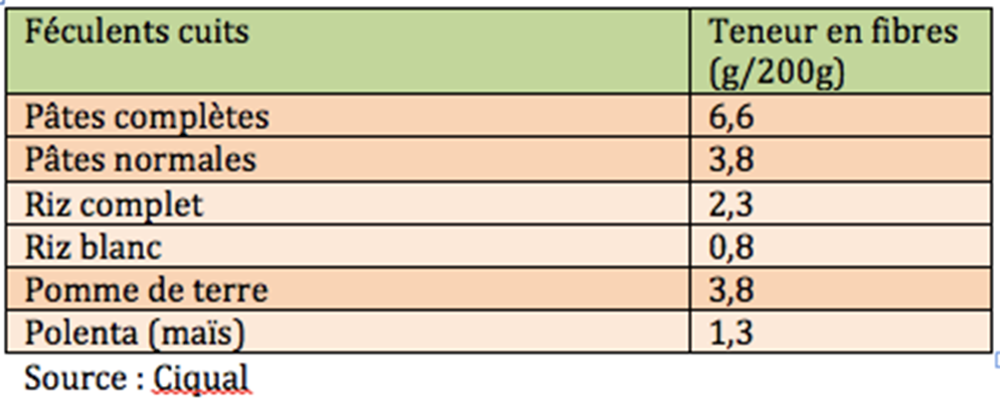 Féculents cuits Teneur en fibres
(g/200g)
Pâtes complètes 6,6
Pâtes normales 3,8
Riz complet 2,3
Riz blanc 0,8
Pomme de terre 3,8
Polenta (maïs) 1,3
Source : Ciqual